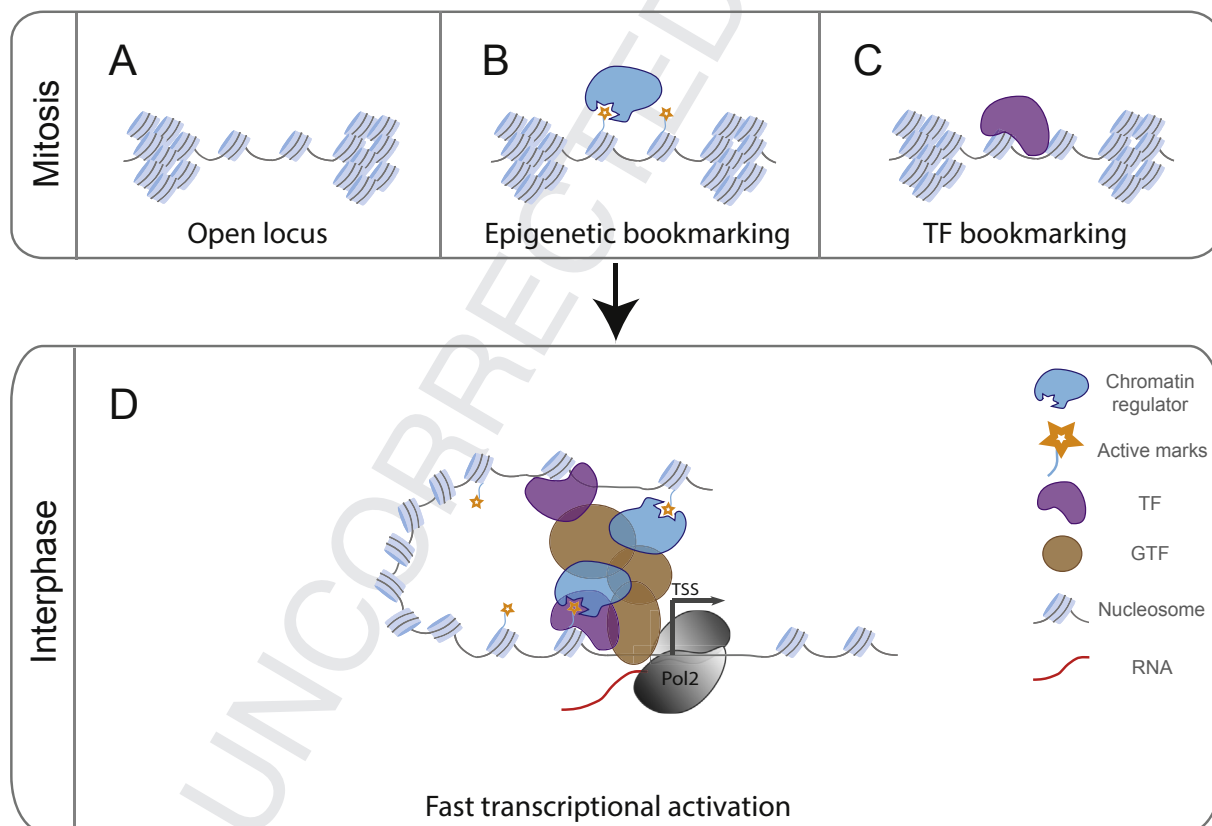 Mitosis
A
B
C
Open locus
Epigenetic bookmarking
TF bookmarking
UNCORRECTED
Interphase
D
Chromatin
regulator
Active marks
TF
GTF
Nucleosome
RNA
TSS
Pol2
Fast transcriptional activation